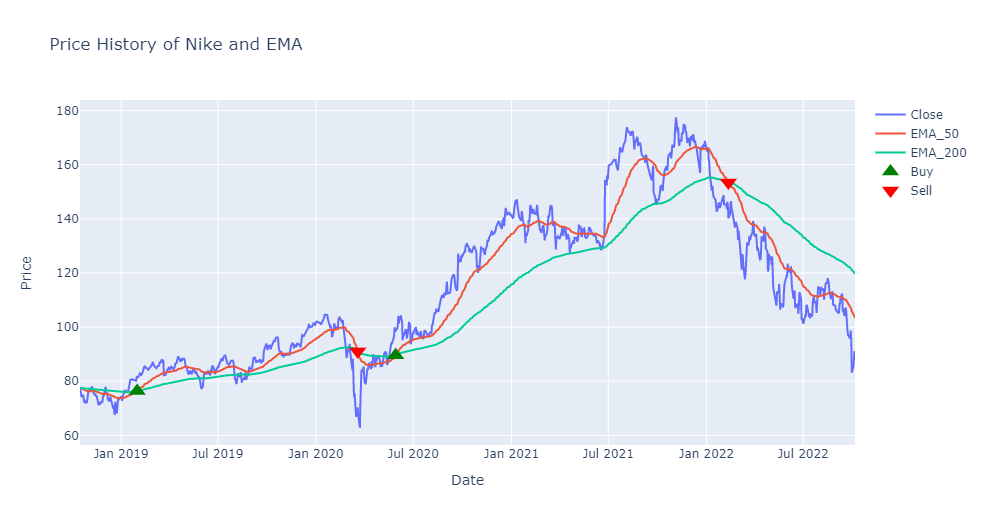 Price History of Nike and EMA
180
160
140
120
100
80
60
Price
Jan 2019
Jul 2019
Jan 2020
Jul 2020
Jan 2021
Jul 2021
Jan 2022
Jul 2022
Date
Close
EMA_50
EMA_200
Buy
Sell